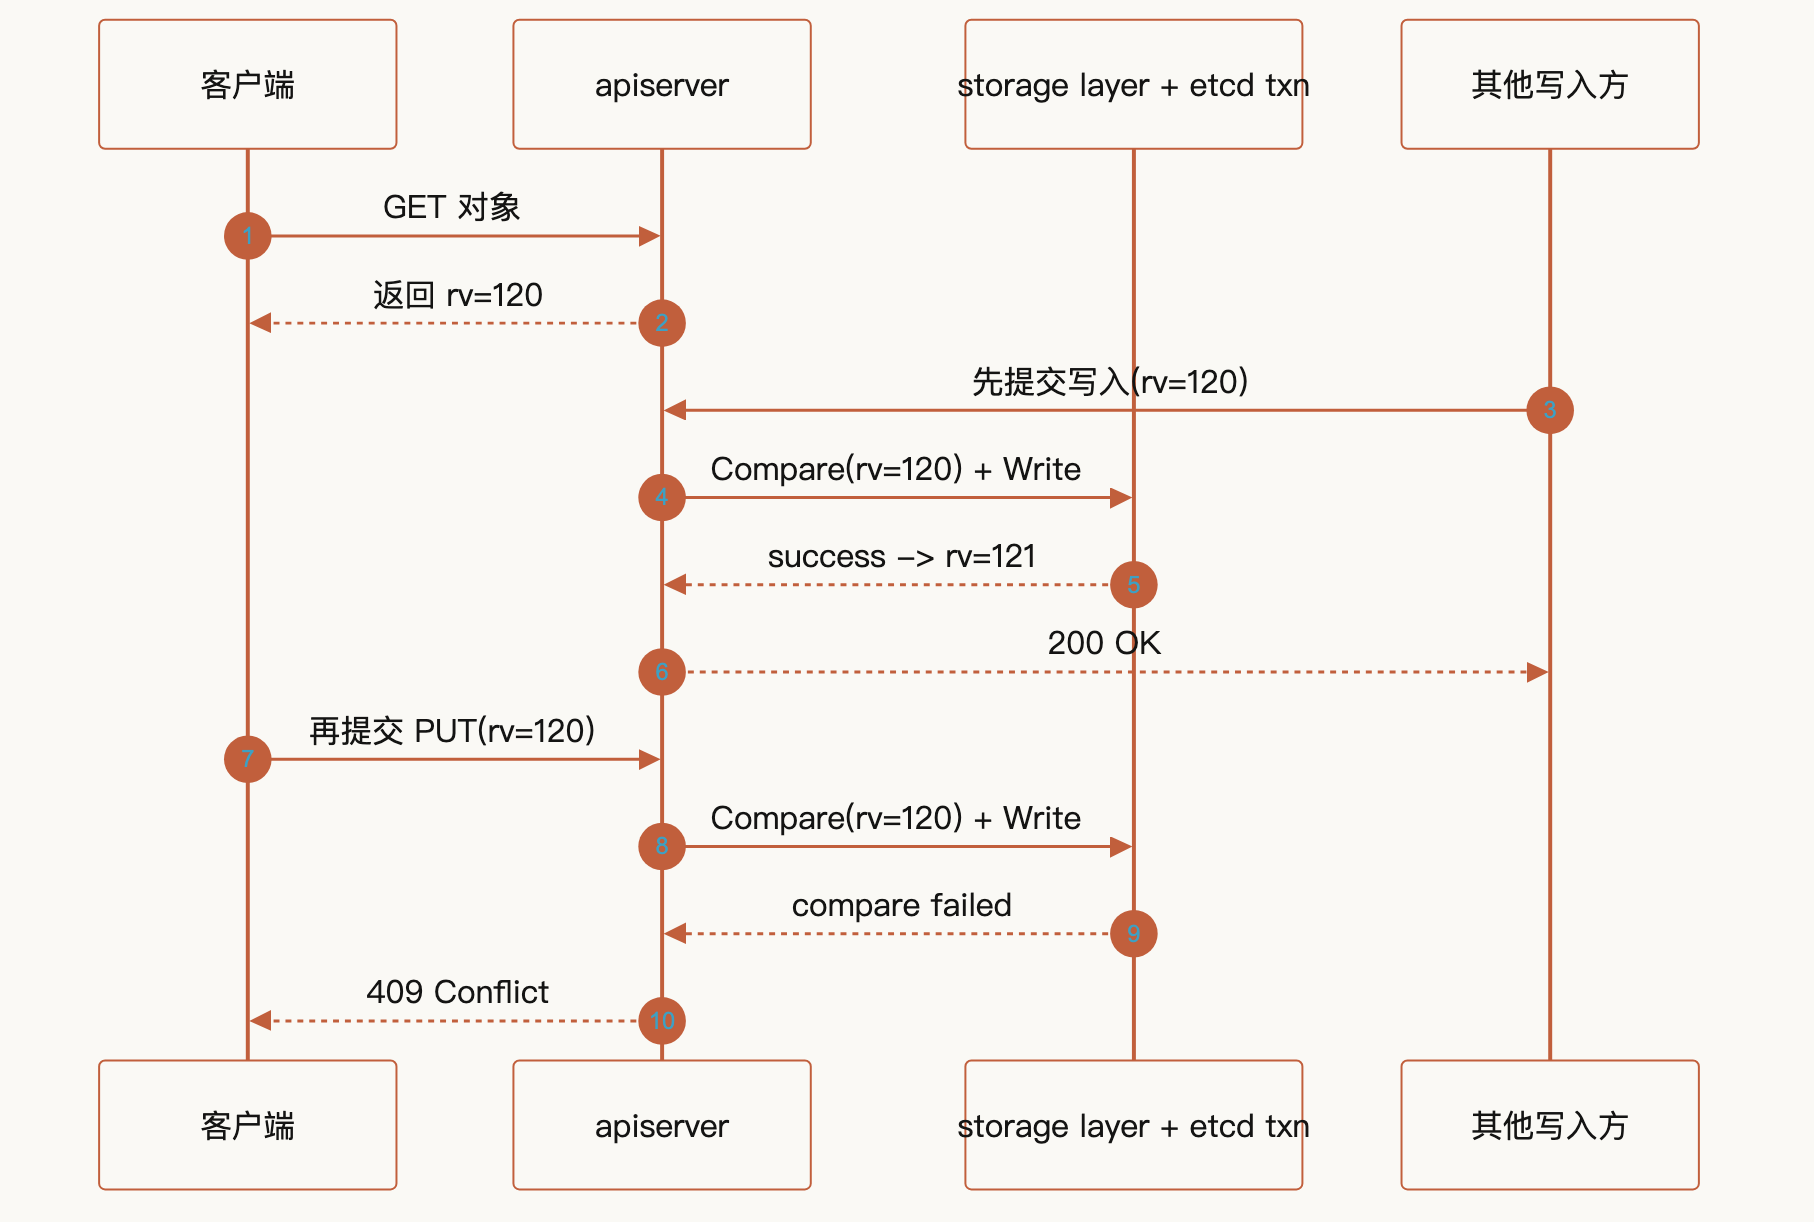 客户端
apiserver
storage layer + etcd txn
其他写入方
GET 对象
1
返回 rv=120
2
先提交写入(rv=120)
3
Compare(rv=120) + Write
4
success -> rv=121
5
200 OK
6
再提交 PUT(rv=120)
7
Compare(rv=120) + Write
8
compare failed
9
409 Conflict
10
客户端
apiserver
storage layer + etcd txn
其他写入方